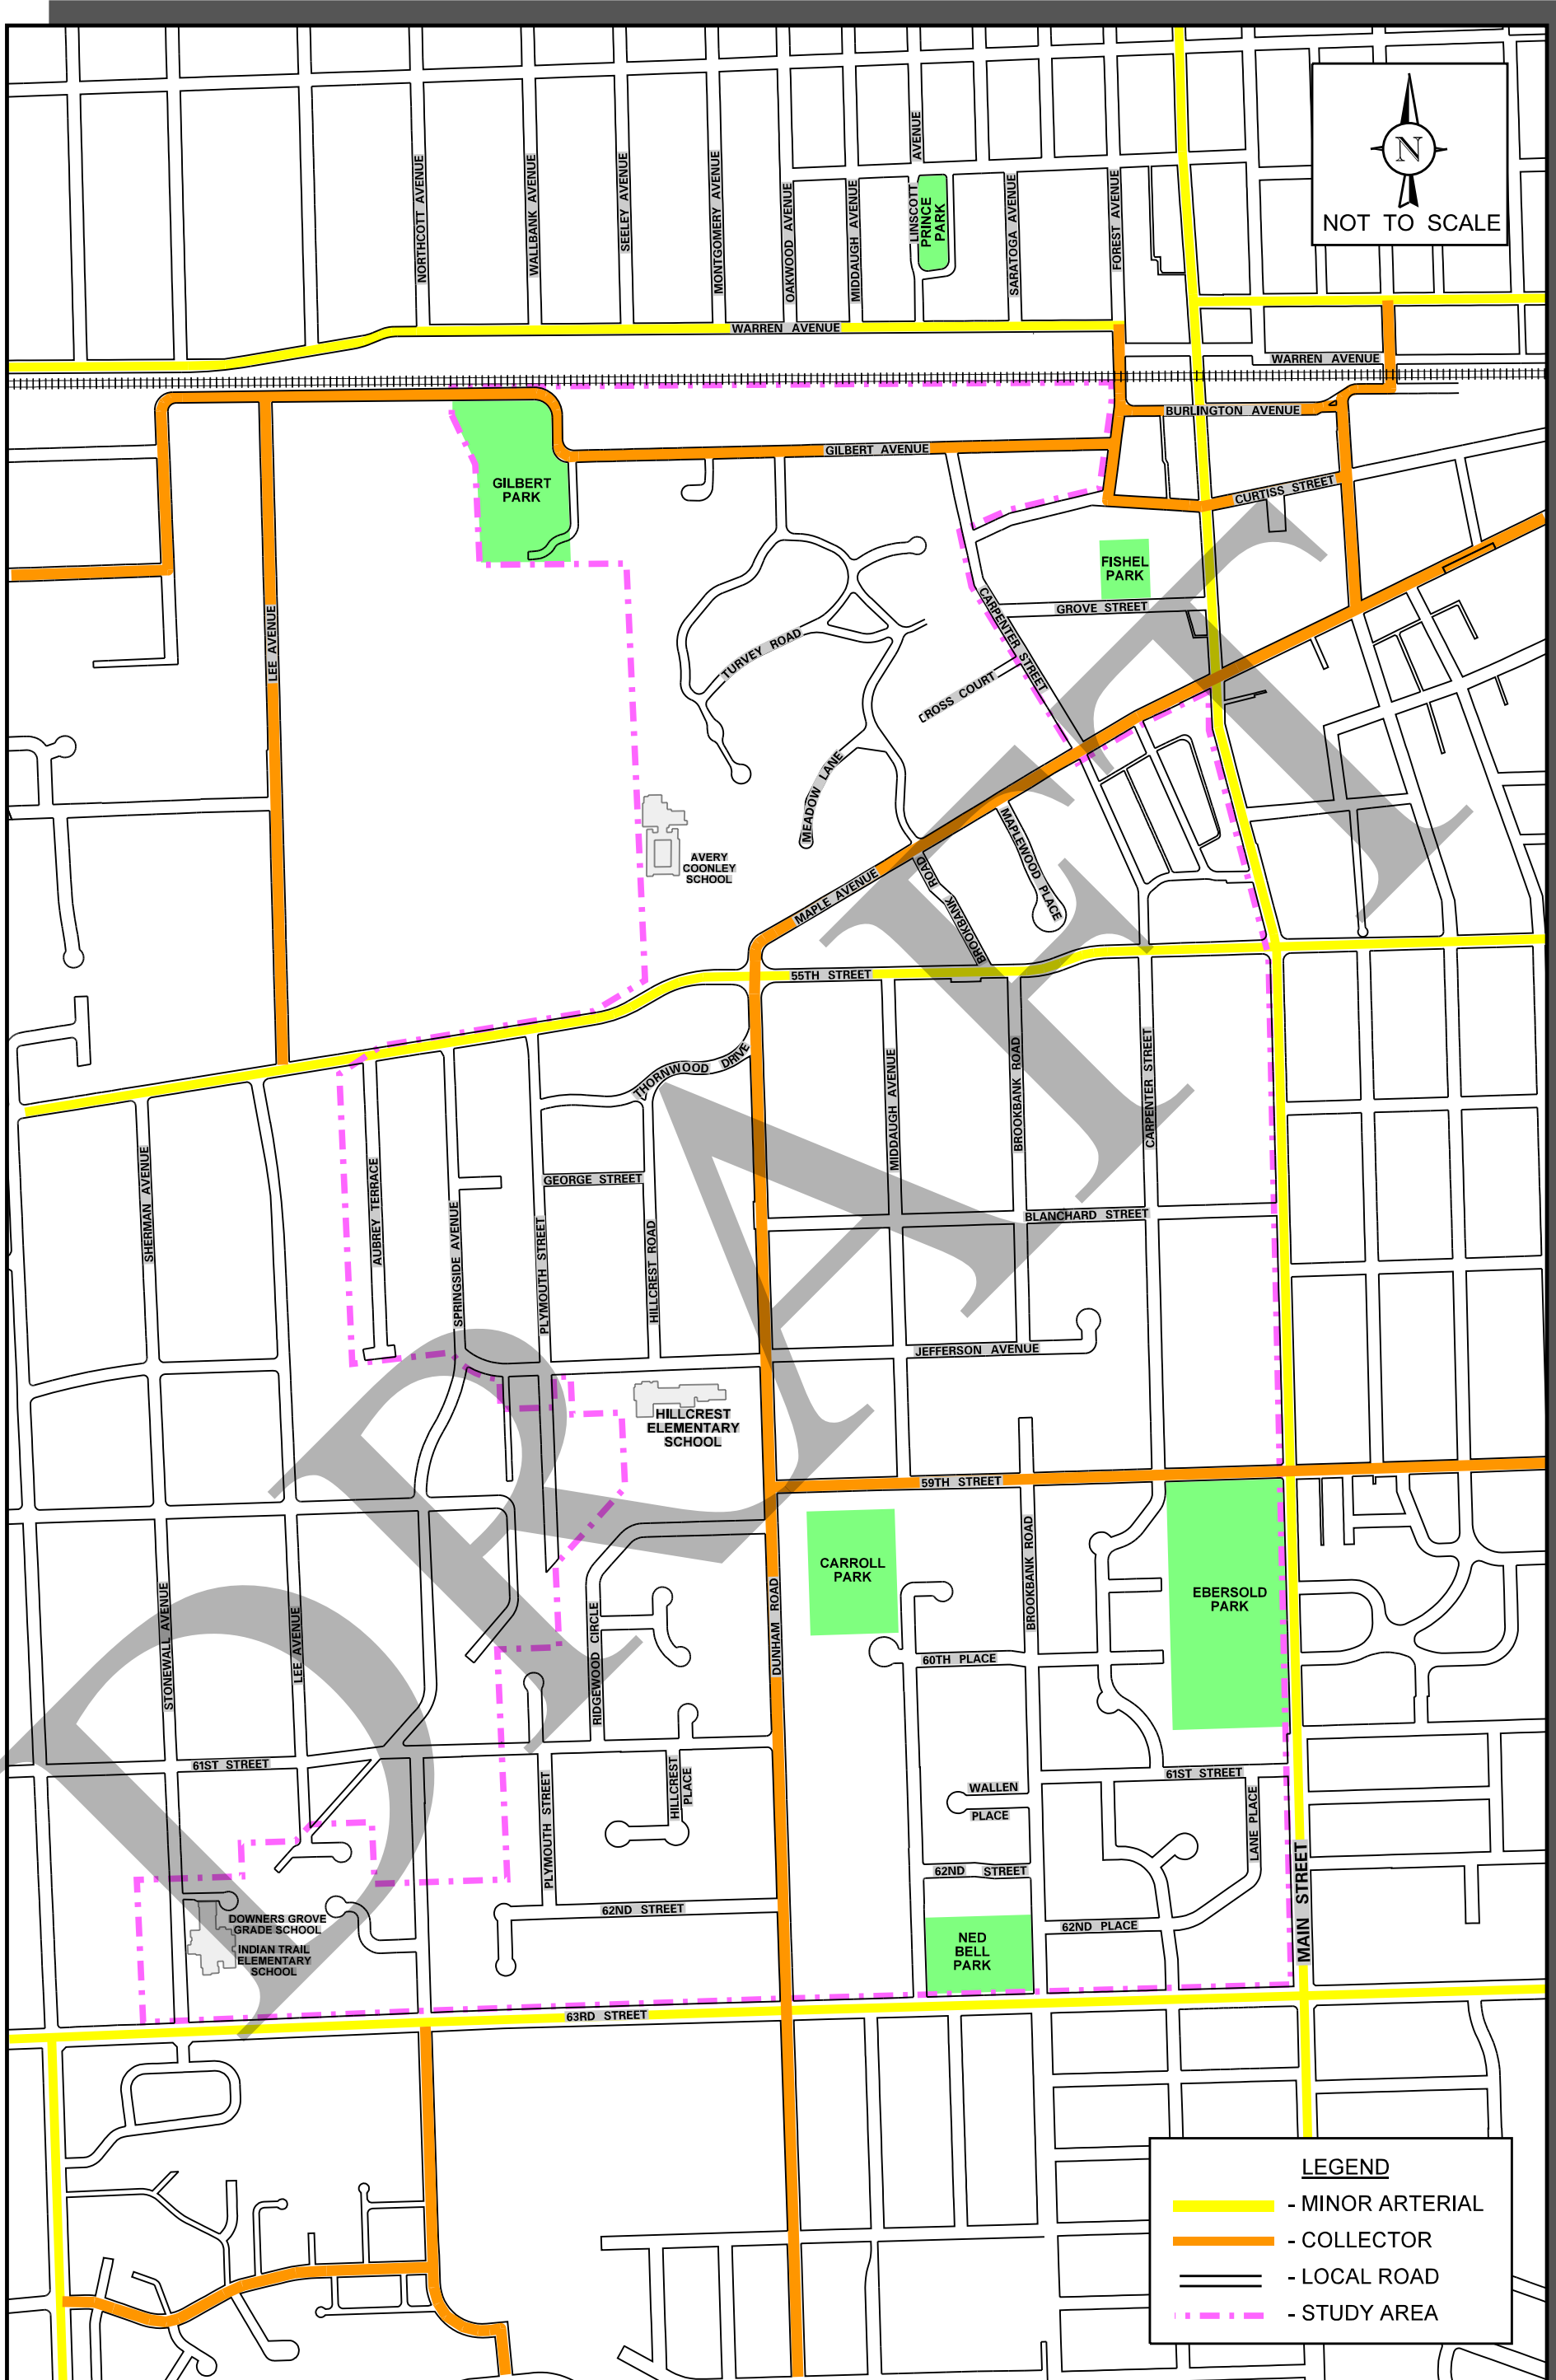 NORTHCOTT AVENUE
WALLBANK AVENUE
SEELEY AVENUE
MONTGOMERY AVENUE
OAKWOOD AVENUE
MIDDAUGH AVENUE
LINSCOTT AVENUE
PRINCE
PARK
SARATOGA AVENUE
FOREST AVENUE
N
NOT TO SCALE
WARREN AVENUE
WARREN AVENUE
BURLINGTON AVENUE
GILBERT AVENUE
GILBERT
PARK
CURTISS STREET
FISHEL
PARK
GROVE STREET
CARPENTER STREET
LEE AVENUE
TURVEY ROAD
CROSS COURT
MEADOW LANE
MAPLEWOOD PLACE
AVERY
COONLEY
SCHOOL
MAPLE AVENUE
BROOKBANK ROAD
55TH STREET
THORNWOOD DRIVE
MIDDAUGH AVENUE
BROOKBANK ROAD
CARPENTER STREET
SHERMAN AVENUE
AUBREY TERRACE
SPRINGSIDE AVENUE
PLYMOUTH STREET
GEORGE STREET
HILLCREST ROAD
BLANCHARD STREET
JEFFERSON AVENUE
HILLCREST
ELEMENTARY
SCHOOL
59TH STREET
CARROLL
PARK
EBERSOLD
PARK
BROOKBANK ROAD
STONEWALL AVENUE
LEE AVENUE
RIDGEWOOD CIRCLE
DUNHAM ROAD
60TH PLACE
61ST STREET
61ST STREET
HILLCREST
PLACE
PLYMOUTH STREET
WALLEN
PLACE
LANE PLACE
62ND STREET
MAIN STREET
62ND STREET
62ND PLACE
DOWNERS GROVE
GRADE SCHOOL
INDIAN TRAIL
ELEMENTARY
SCHOOL
NED
BELL
PARK
63RD STREET
DRAFT
LEGEND
- MINOR ARTERIAL
- COLLECTOR
- LOCAL ROAD
- STUDY AREA